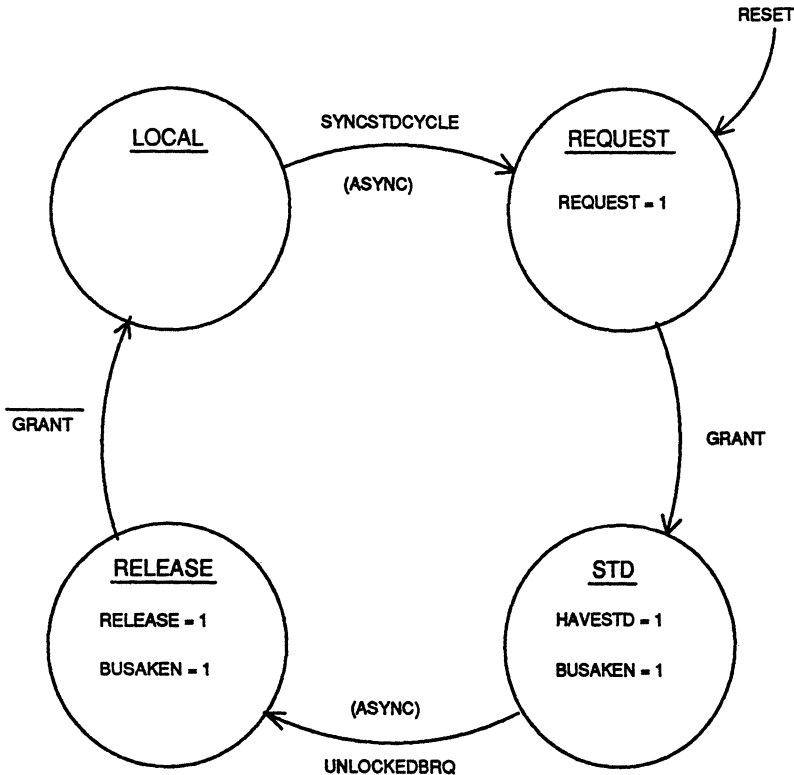 RESET
LOCAL
SYNCSTDCYCLE
(ASYNC)
REQUEST
REQUEST = 1
GRANT
GRANT
RELEASE
RELEASE = 1
BUSAKEN = 1
STD
HAVESTD = 1
BUSAKEN = 1
(ASYNC)
UNLOCKEDBRQ